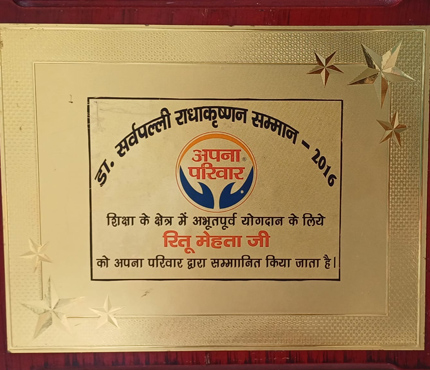 डा. सर्वपल्ली राधाकृष्णन सम्मान - 2016
अपना
परिवार
शिक्षा के क्षेत्र में अभूतपूर्व योगदान के लिये
रितू मेहता जी
को अपना परिवार द्वारा सम्मानित किया जाता है।